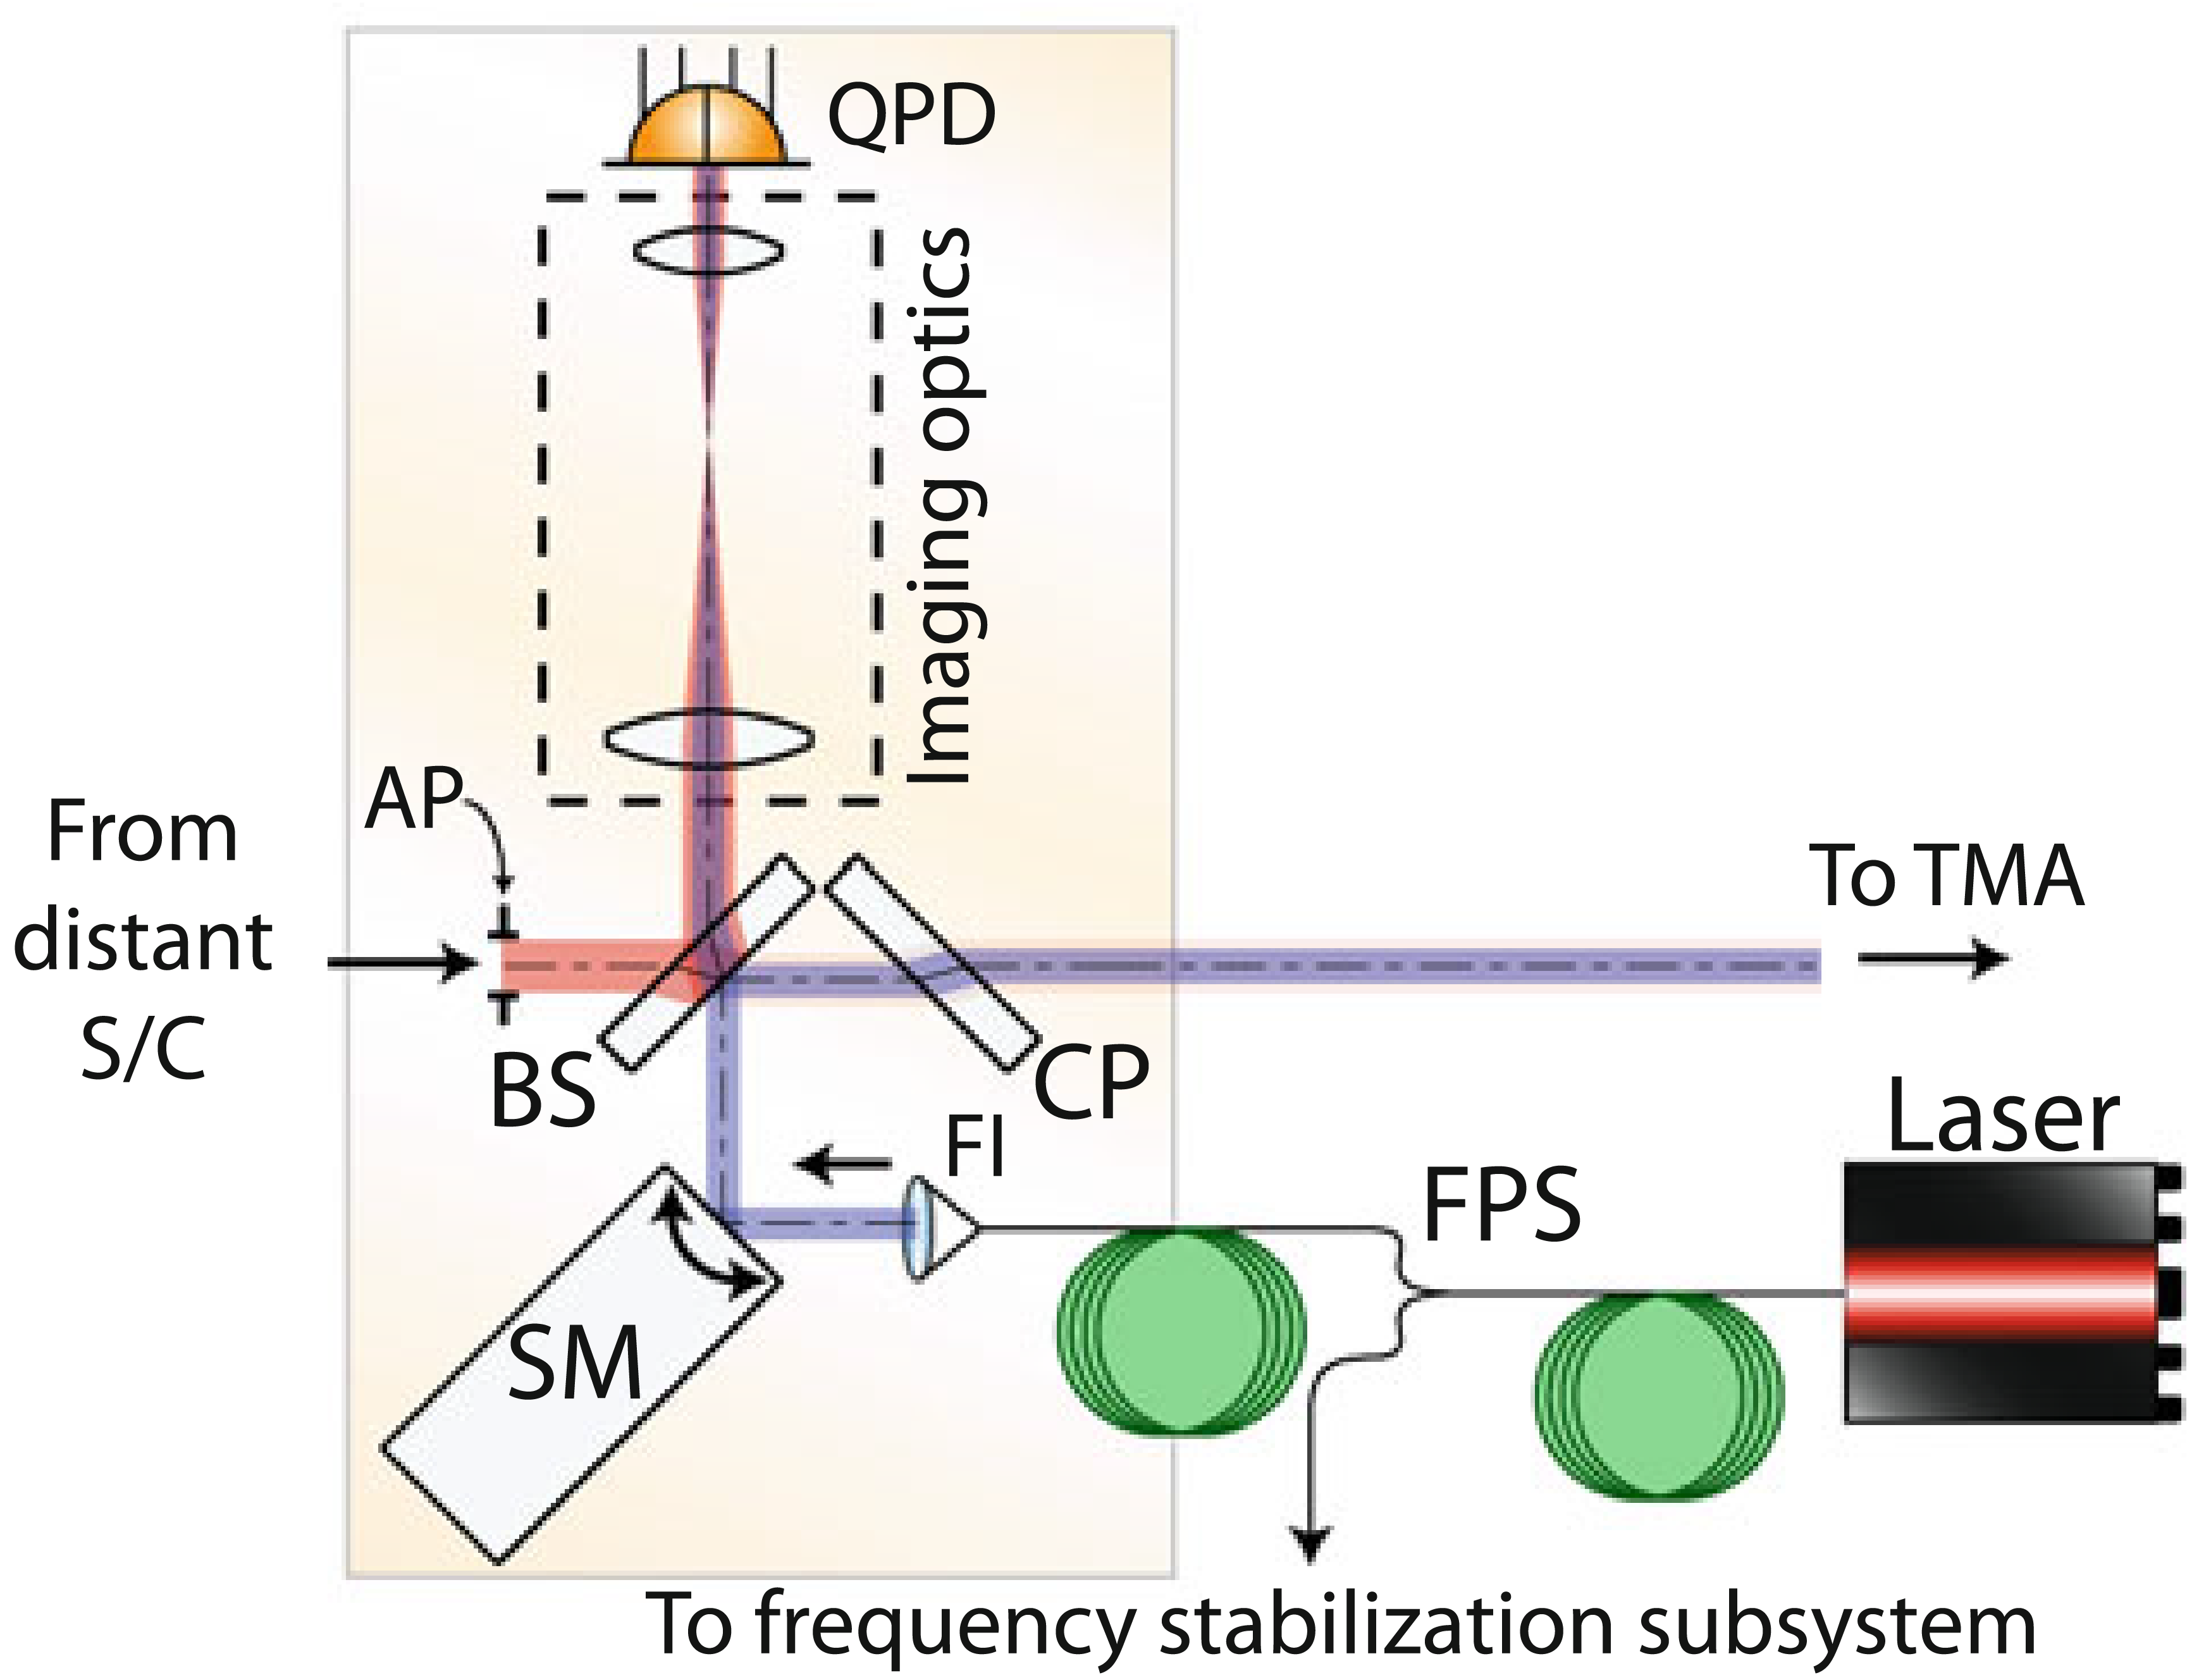 QPD
Imaging optics
AP
From
distant
S/C
To TMA
BS
CP
FI
Laser
FPS
SM
To frequency stabilization subsystem